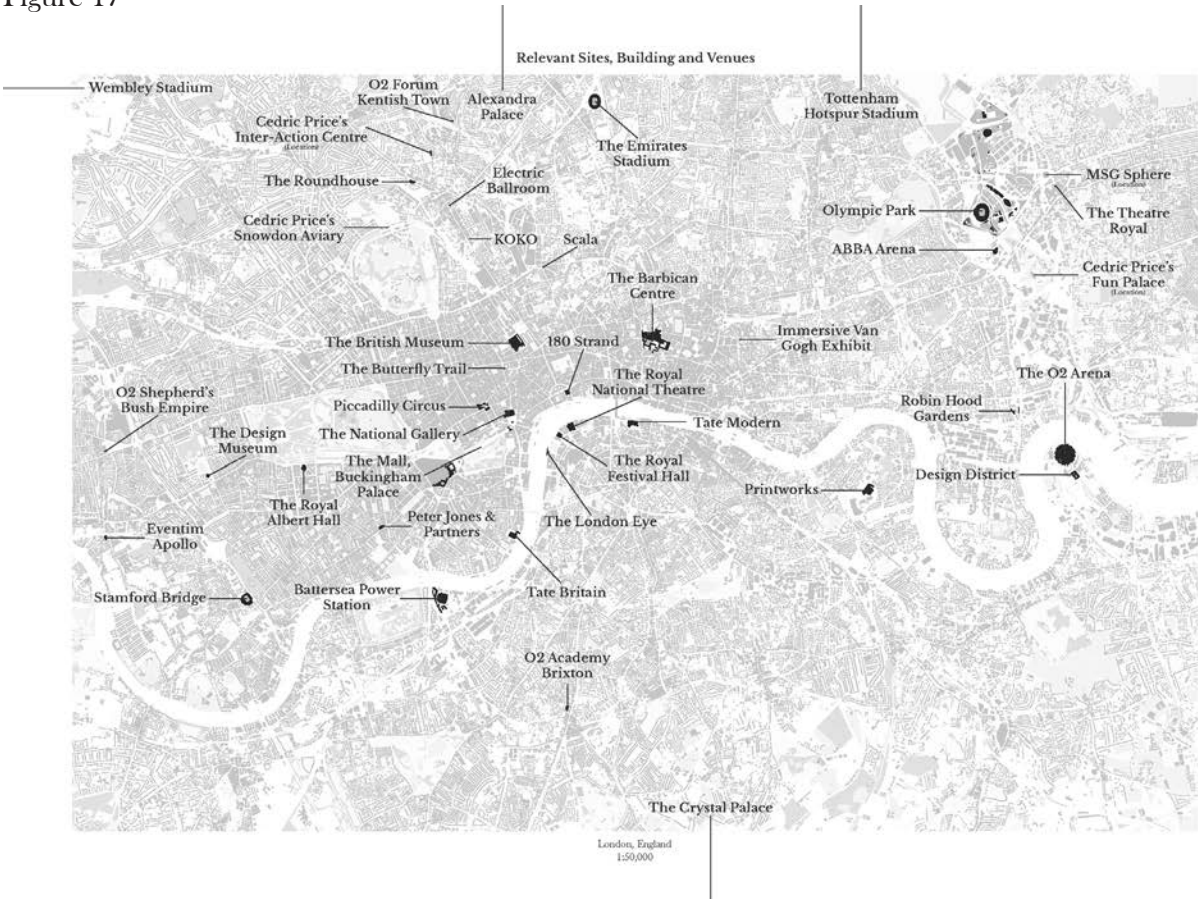 Figure 17
Relevant Sites, Building and Venues
Wembley Stadium
O2 Forum
Kentish Town
Alexandra
Palace
Tottenham
Hotspur Stadium
Cedric Price's
Inter-Action Centre
(Location)
The Emirates
Stadium
The Roundhouse
Electric
Ballroom
MSG Sphere
(Location)
Olympic Park
The Theatre
Royal
Cedric Price's
Snowdon Aviary
KOKO
Scala
ABBA Arena
The Barbican
Centre
Cedric Price's
Fun Palace
(Location)
The British Museum
180 Strand
Immersive Van
Gogh Exhibit
The Butterfly Trail
The Royal
National Theatre
The O2 Arena
O2 Shepherd's
Bush Empire
Piccadilly Circus
Robin Hood
Gardens
The Design
Museum
The National Gallery
Tate Modern
The Mall,
Buckingham
Palace
The Royal
Festival Hall
Design District
Printworks
The Royal
Albert Hall
Peter Jones &
Partners
The London Eye
Eventim
Apollo
Stamford Bridge
Battersea Power
Station
Tate Britain
O2 Academy
Brixton
The Crystal Palace
London, England
1:50,000